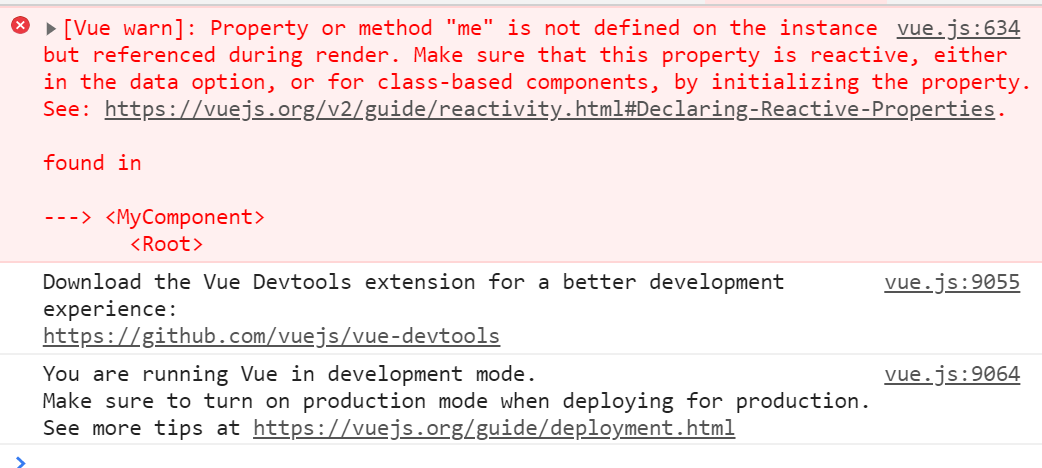 [Vue warn]: Property or method "me" is not defined on the instance vue.js:634
but referenced during render. Make sure that this property is reactive, either
in the data option, or for class-based components, by initializing the property.
See: https://vuejs.org/v2/guide/reactivity.html#Declaring-Reactive-Properties.
found in
---> <MyComponent>
<Root>
Download the Vue Devtools extension for a better development vue.js:9055
experience:
https://github.com/vuejs/vue-devtools
You are running Vue in development mode. vue.js:9064
Make sure to turn on production mode when deploying for production.
See more tips at https://vuejs.org/guide/deployment.html